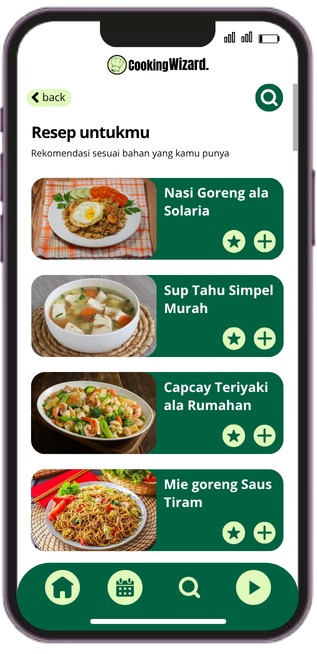 CookingWizard.
back
Resep untukmu
Rekomendasi sesuai bahan yang kamu punya
Nasi Goreng ala
Solaria
Sup Tahu Simpel
Murah
Capcay Teriyaki
ala Rumahan
Mie goreng Saus
Tiram